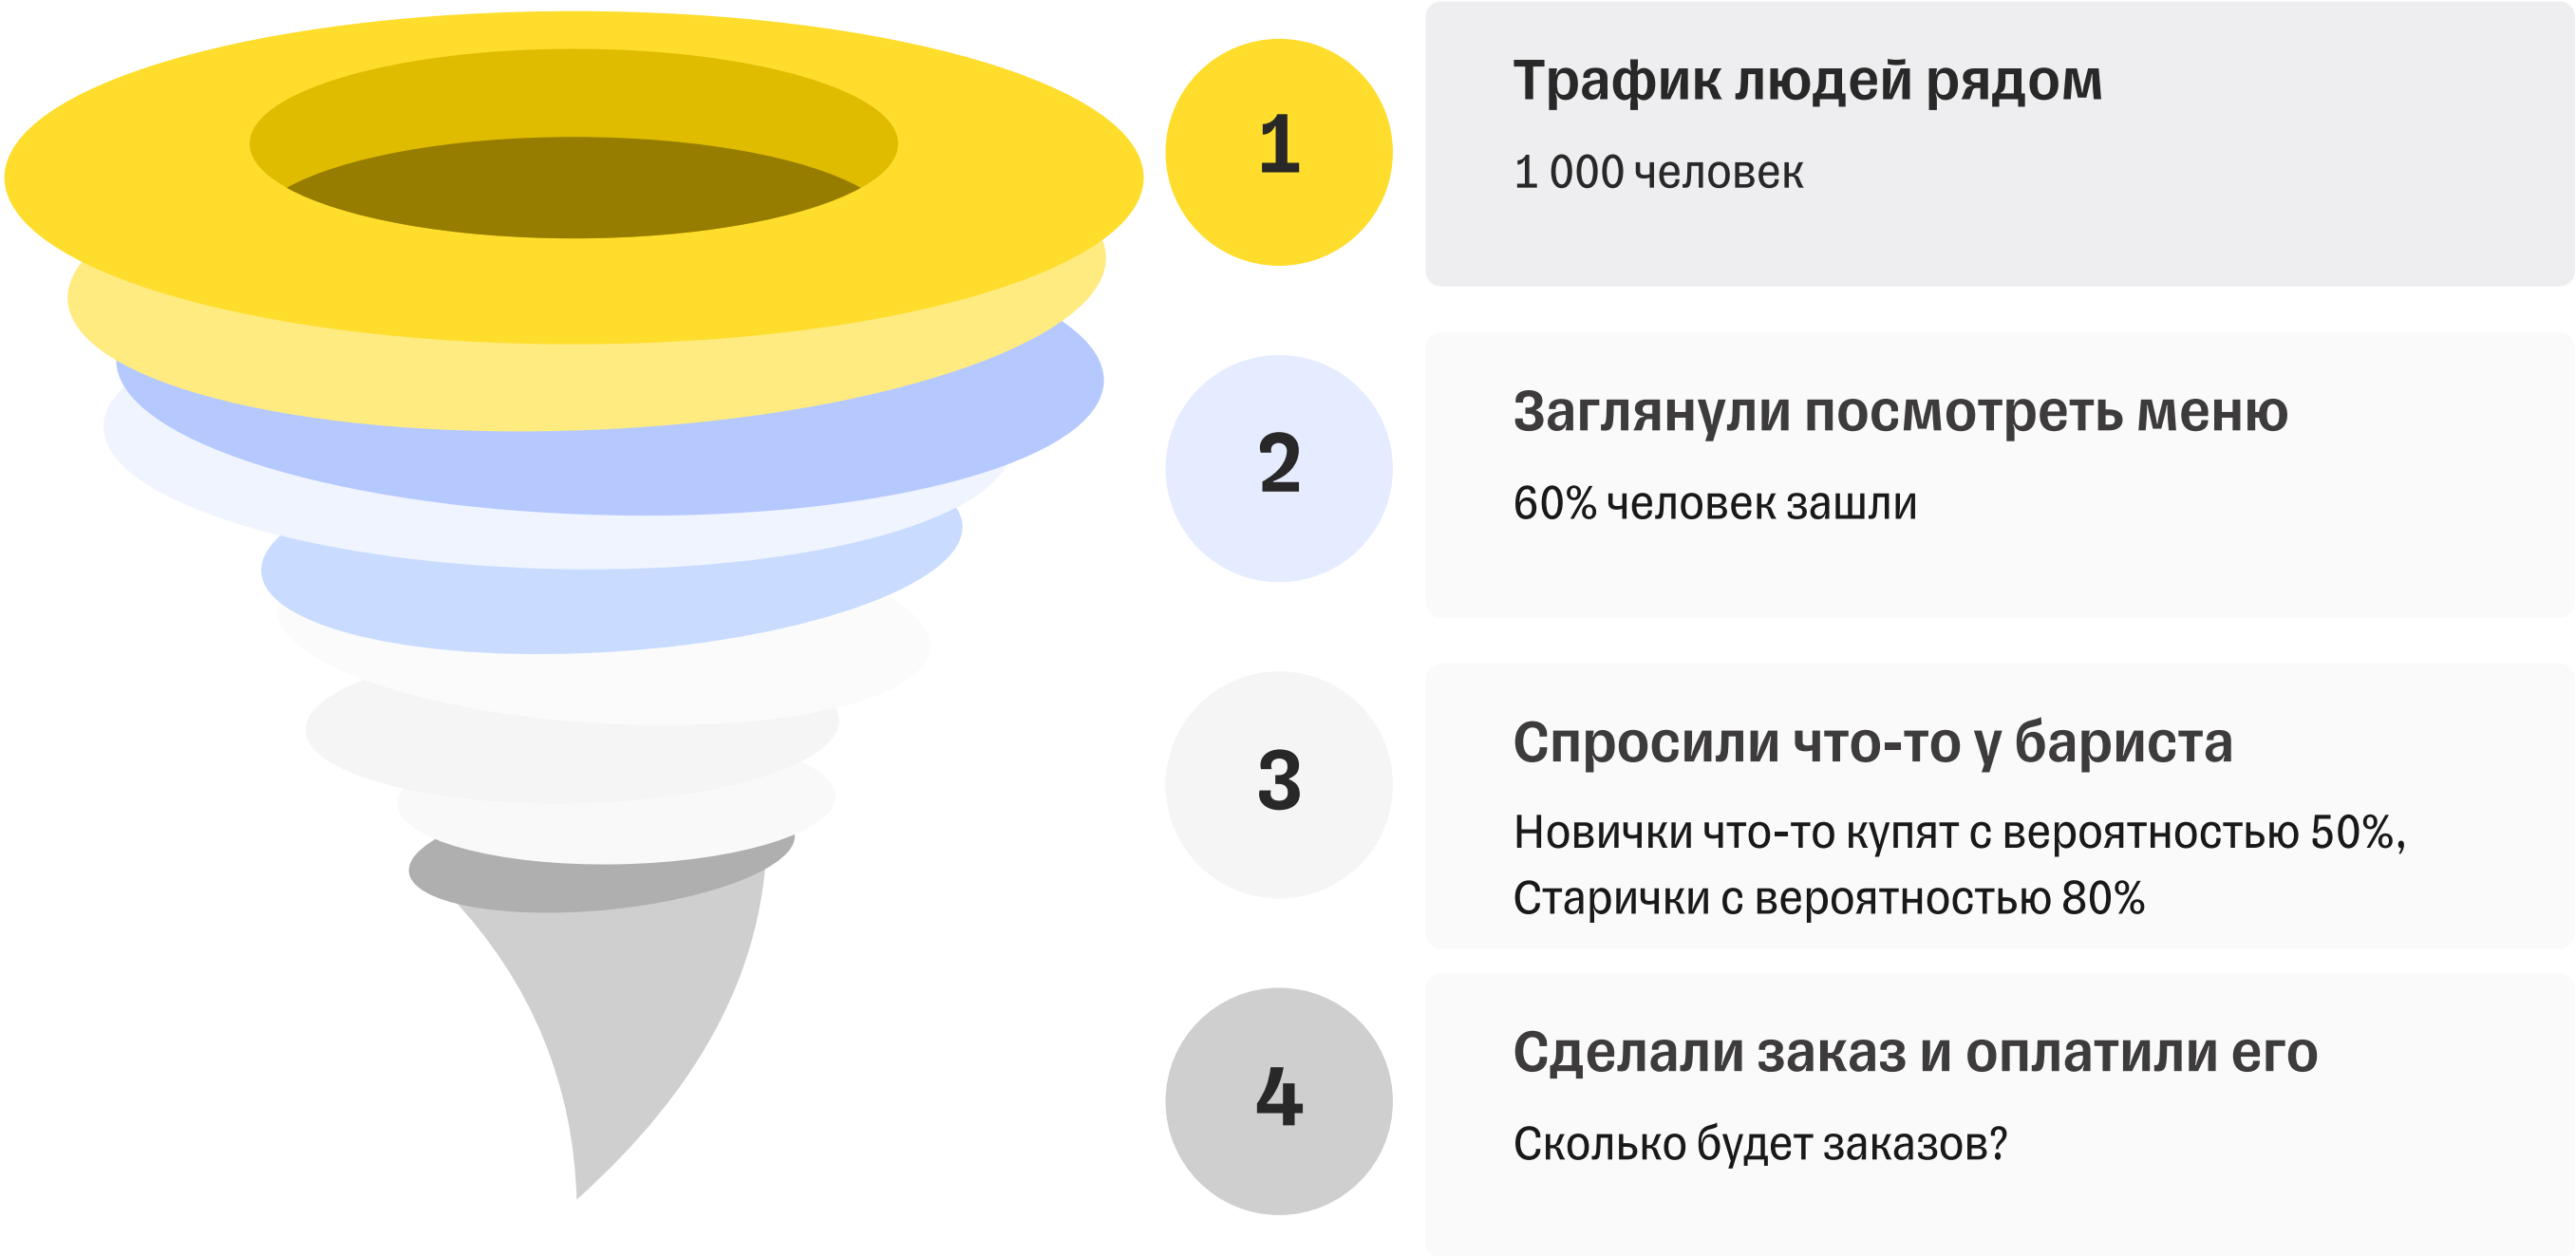 1
Трафик людей рядом
1 000 человек
2
Заглянули посмотреть меню
60% человек зашли
3
Спросили что-то у бариста
Новички что-то купят с вероятностью 50%,
Старички с вероятностью 80%
4
Сделали заказ и оплатили его
Сколько будет заказов?